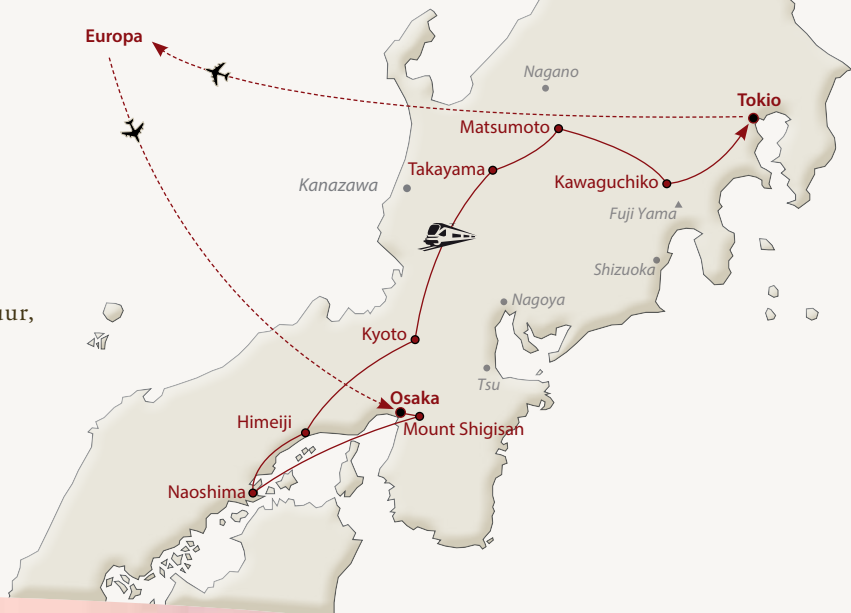 Europa
Nagano
Tokio
Matsumoto
Takayama
Kawaguchiko
Kanazawa
Fuji Yama
Shizuoka
Nagoya
Kyoto
Tsu
Osaka
Himeiji
Mount Shigisan
Naoshima